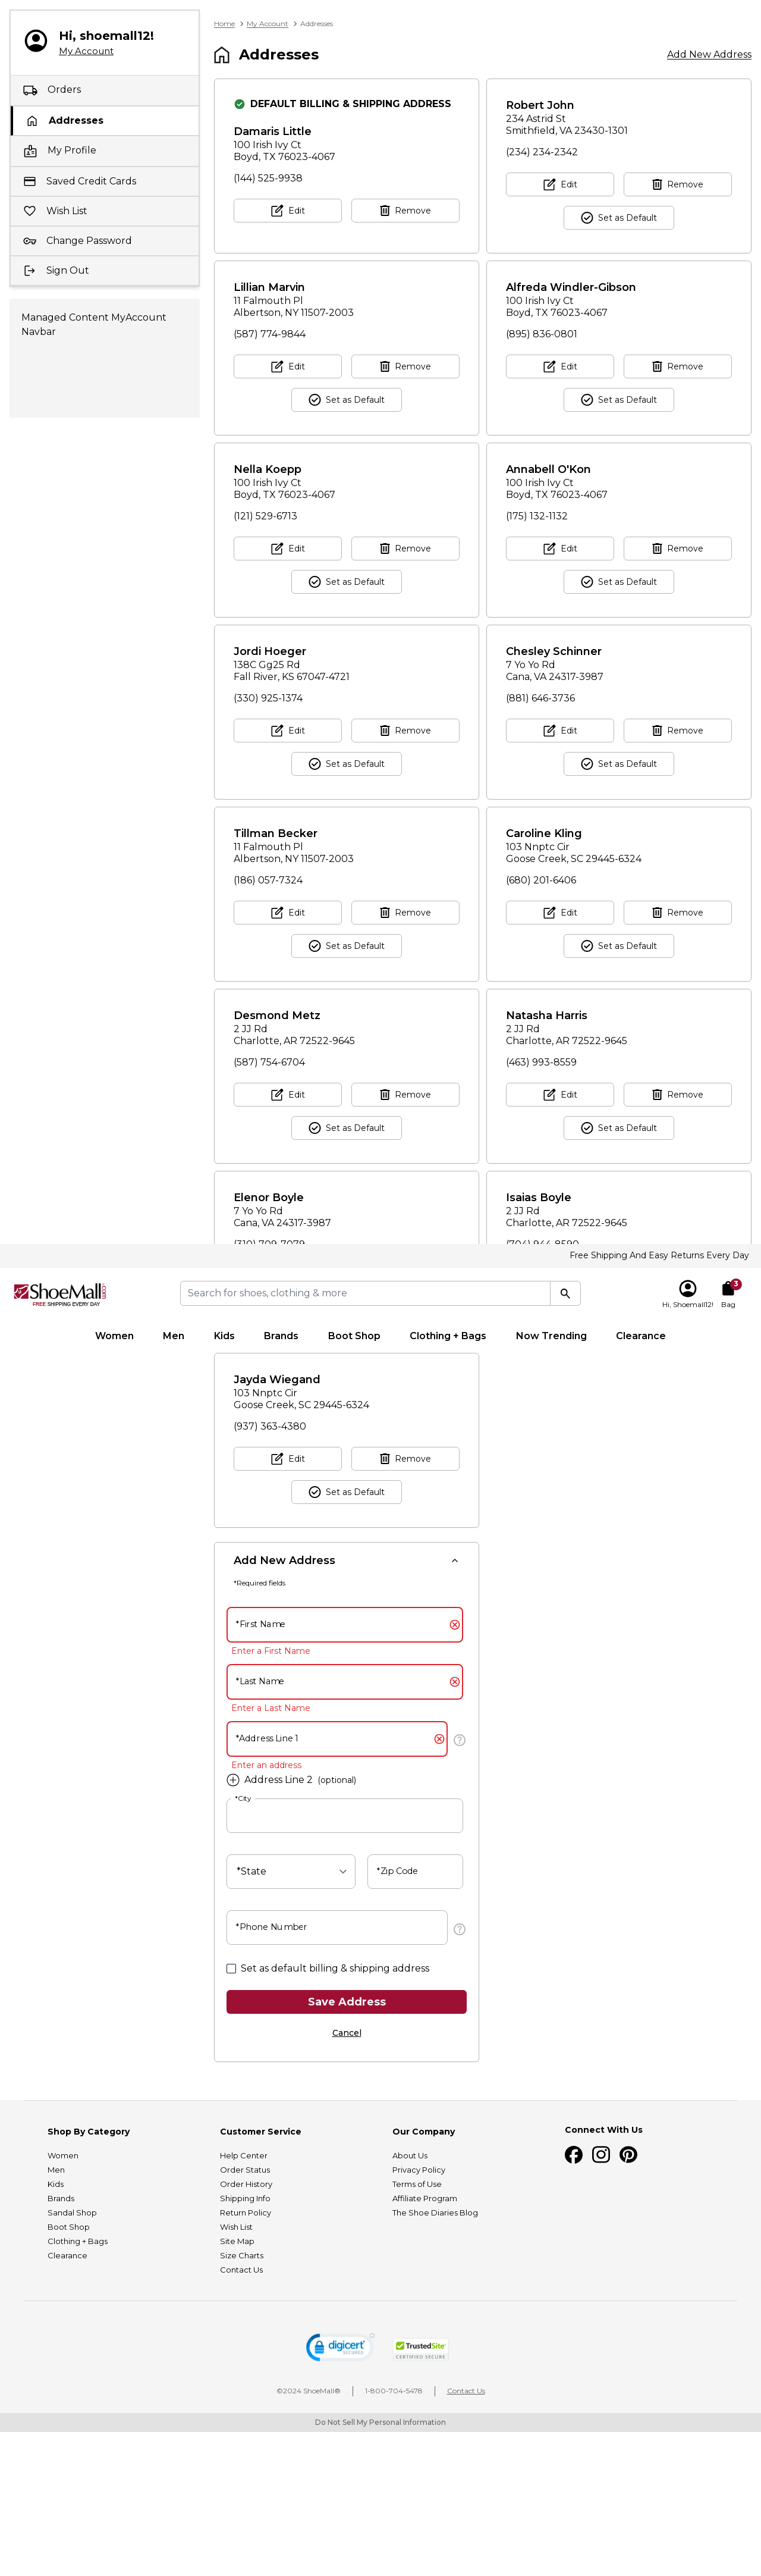 Hi, shoemall12!
My Account
Orders
Addresses
My Profile
Saved Credit Cards
Wish List
Change Password
Sign Out
Managed Content MyAccount
Navbar
Home > My Account > Addresses
Addresses
Add New Address
DEFAULT BILLING & SHIPPING ADDRESS
Damaris Little
100 Irish Ivy Ct
Boyd, TX 76023-4067
(144) 525-9938
Edit
Remove
Robert John
234 Astrid St
Smithfield, VA 23430-1301
(234) 234-2342
Edit
Remove
Set as Default
Lillian Marvin
11 Falmouth Pl
Albertson, NY 11507-2003
(587) 774-9844
Edit
Remove
Set as Default
Alfreda Windler-Gibson
100 Irish Ivy Ct
Boyd, TX 76023-4067
(895) 836-0801
Edit
Remove
Set as Default
Nella Koepp
100 Irish Ivy Ct
Boyd, TX 76023-4067
(121) 529-6713
Edit
Remove
Set as Default
Annabell O'Kon
100 Irish Ivy Ct
Boyd, TX 76023-4067
(175) 132-1132
Edit
Remove
Set as Default
Jordi Hoeger
138C Gg25 Rd
Fall River, KS 67047-4721
(330) 925-1374
Edit
Remove
Set as Default
Chesley Schinner
7 Yo Yo Rd
Cana, VA 24317-3987
(881) 646-3736
Edit
Remove
Set as Default
Tillman Becker
11 Falmouth Pl
Albertson, NY 11507-2003
(186) 057-7324
Edit
Remove
Set as Default
Caroline Kling
103 Nnptc Cir
Goose Creek, SC 29445-6324
(680) 201-6406
Edit
Remove
Set as Default
Desmond Metz
2 JJ Rd
Charlotte, AR 72522-9645
(587) 754-6704
Edit
Remove
Set as Default
Natasha Harris
2 JJ Rd
Charlotte, AR 72522-9645
(463) 993-8559
Edit
Remove
Set as Default
Elenor Boyle
7 Yo Yo Rd
Cana, VA 24317-3987
(310) 709-7079
Isaias Boyle
2 JJ Rd
Charlotte, AR 72522-9645
(704) 944-8590
Free Shipping And Easy Returns Every Day
ShoeMall.com
FREE SHIPPING EVERY DAY
Search for shoes, clothing & more
Hi, Shoemall12!
3
Bag
Women
Men
Kids
Brands
Boot Shop
Clothing + Bags
Now Trending
Clearance
Jayda Wiegand
103 Nnptc Cir
Goose Creek, SC 29445-6324
(937) 363-4380
Edit
Remove
Set as Default
Add New Address
*Required fields
*First Name
Enter a First Name
*Last Name
Enter a Last Name
*Address Line 1
Enter an address
Address Line 2 (optional)
*City
*State
*Zip Code
*Phone Number
Set as default billing & shipping address
Save Address
Cancel
Shop By Category
Women
Men
Kids
Brands
Sandal Shop
Boot Shop
Clothing + Bags
Clearance
Customer Service
Help Center
Order Status
Order History
Shipping Info
Return Policy
Wish List
Site Map
Size Charts
Contact Us
Our Company
About Us
Privacy Policy
Terms of Use
Affiliate Program
The Shoe Diaries Blog
Connect With Us
digicert
SECURED
TrustedSite
CERTIFIED SECURE
©2024 ShoeMall®
1-800-704-5478
Contact Us
Do Not Sell My Personal Information